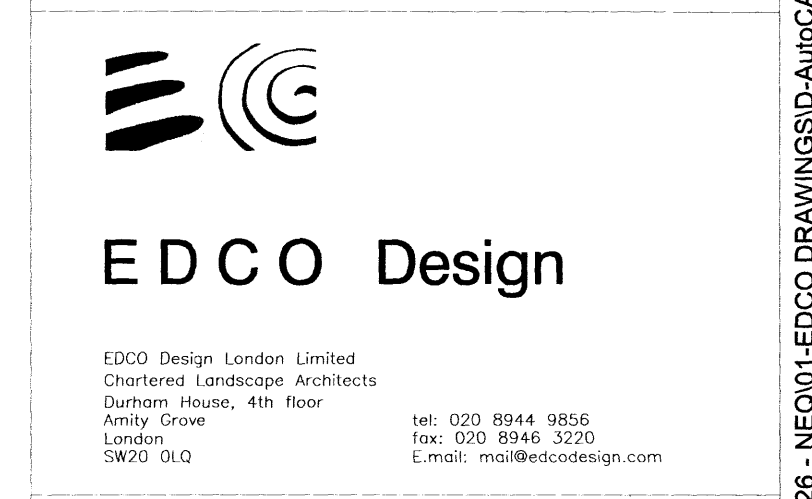 EDCO Design
EDCO Design London Limited
Chartered Landscape Architects
Durham House, 4th floor
Amity Grove
London
SW20 0LQ
tel: 020 8944 9856
fax: 020 8946 3220
E.mail: mail@edcodesign.com
26 - NEQ\01-EDCO DRAWINGS\D-AutoCA